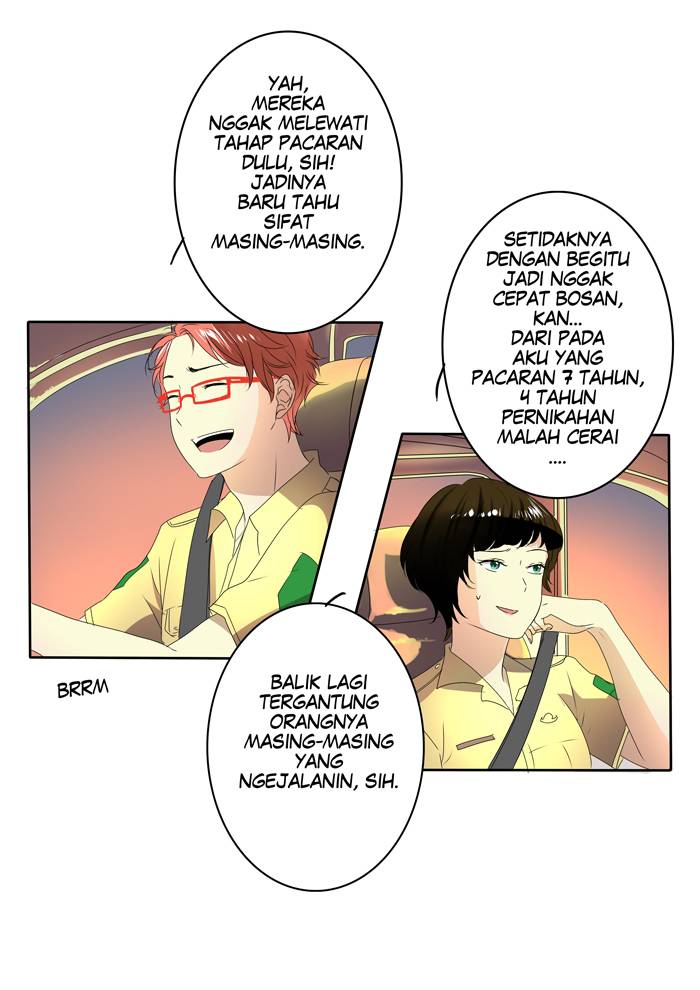 YAH,
MEREKA
NGGAK MELEWATI
TAHAP PACARAN
DULU, SIH!
JADINYA
BARU TAHU
SIFAT
MASING-MASING.
SETIDAKNYA
DENGAN BEGITU
JADI NGGAK
CEPAT BOSAN,
KAN...
DARI PADA
AKU YANG
PACARAN 7 TAHUN,
4 TAHUN
PERNIKAHAN
MALAH CERAI
....
BRRM
BALIK LAGI
TERGANTUNG
ORANGNYA
MASING-MASING
YANG
NGEJALANIN, SIH.